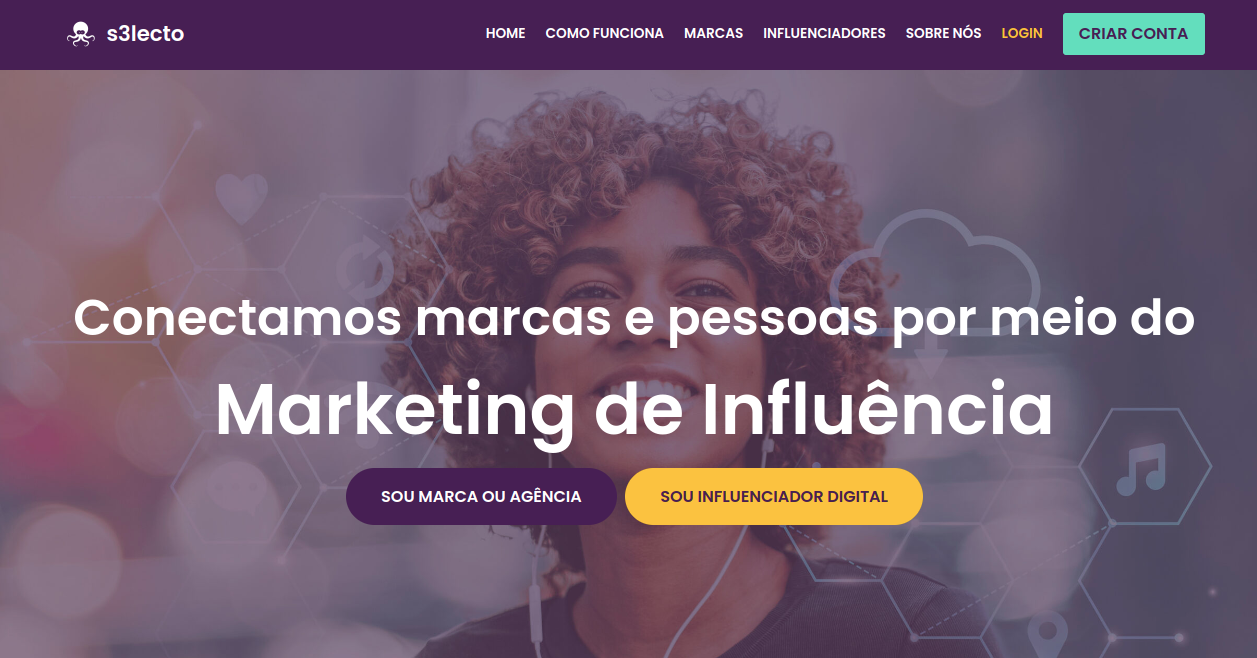 s3lecto
HOME COMO FUNCIONA MARCAS INFLUENCIADORES SOBRE NÓS LOGIN CRIAR CONTA
Conectamos marcas e pessoas por meio do
Marketing de Influência
SOU MARCA OU AGÊNCIA SOU INFLUENCIADOR DIGITAL